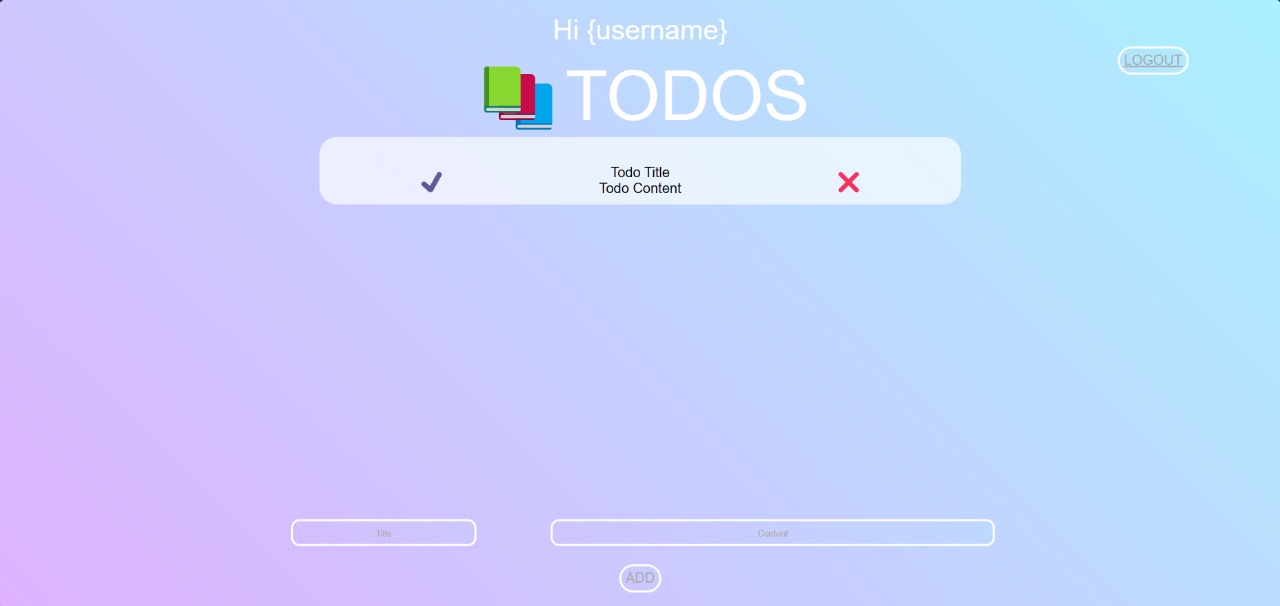 Hi {username}
LOGOUT
TODOS
Todo Title
Todo Content
Title
Content
ADD